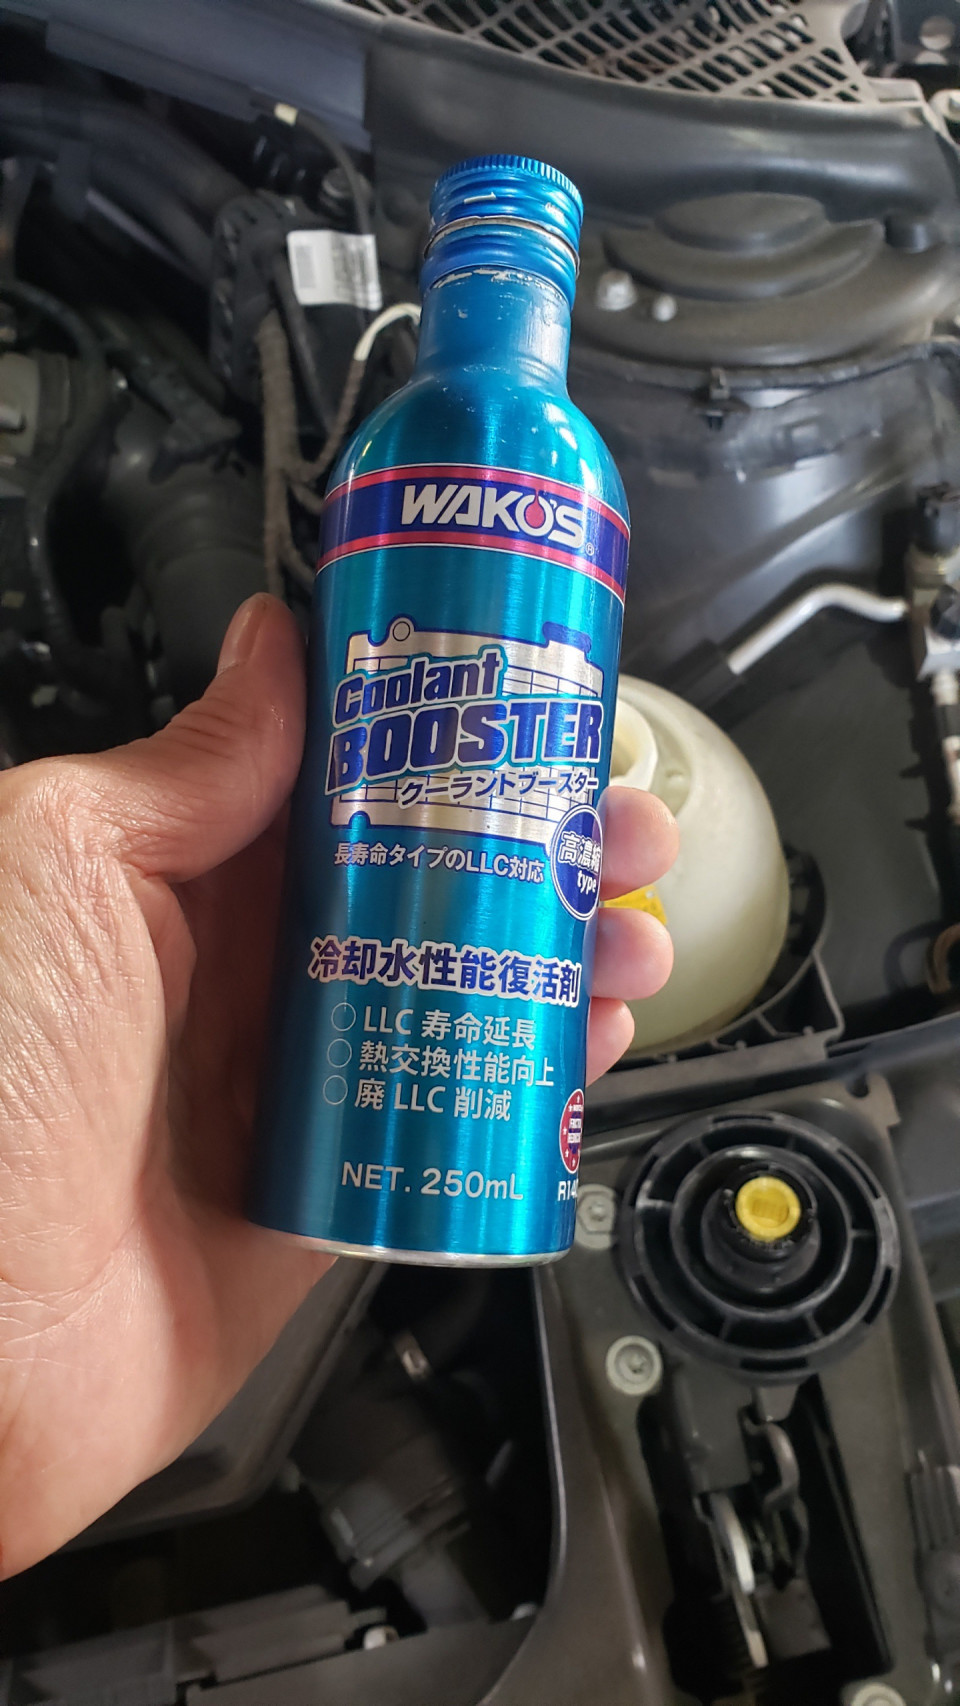 WAKO'S®
Coolant
BOOSTER
クーラントブースター
長寿命タイプのLLC対応
高濃縮
type
冷却水性能復活剤
○ LLC 寿命延長
○ 熱交換性能向上
○ 廃 LLC 削減
NET. 250mL
R14